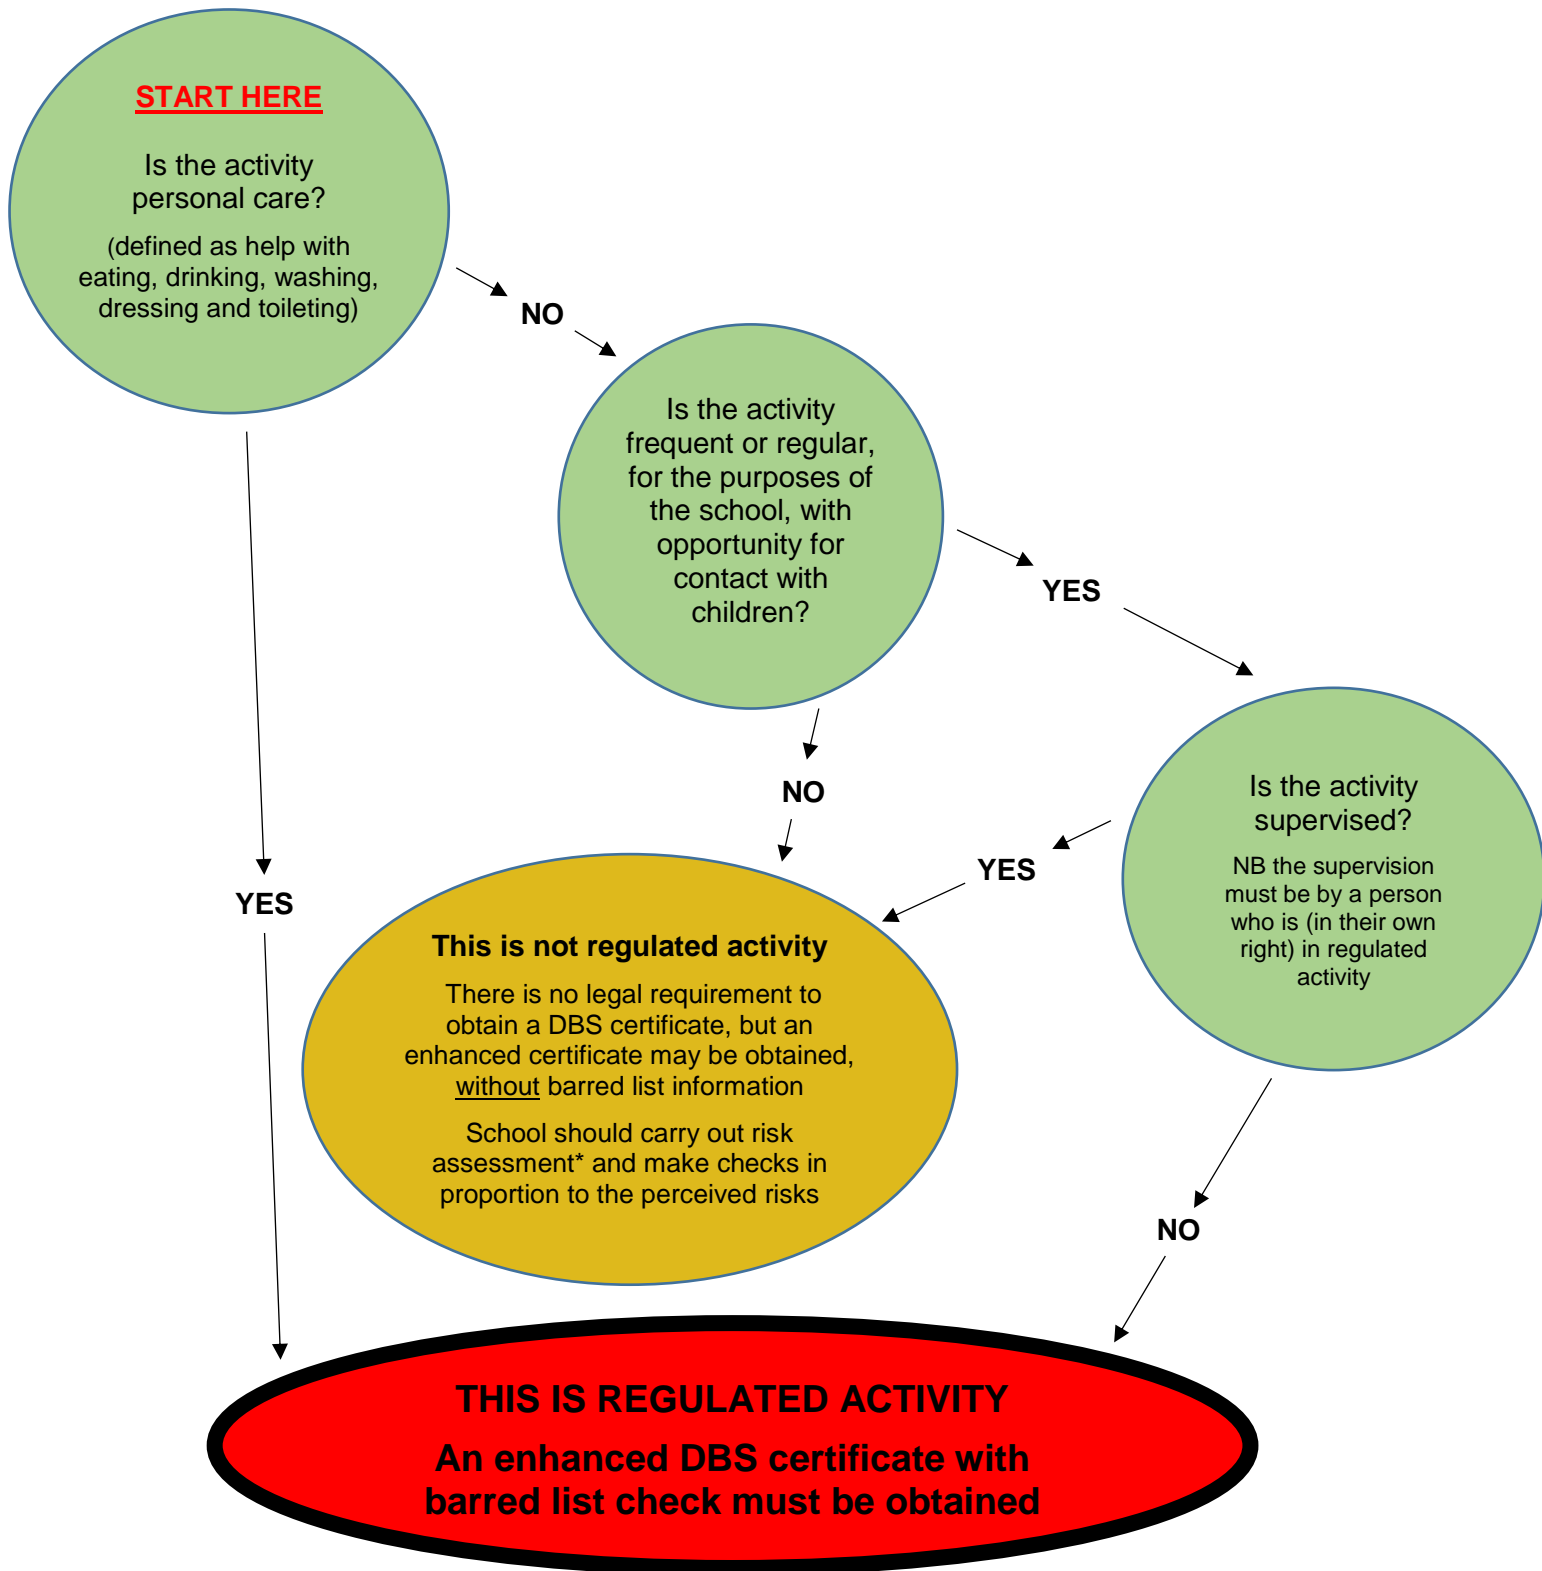 START HERE
Is the activity
personal care?
(defined as help with
eating, drinking, washing,
dressing and toileting)
NO
Is the activity
frequent or regular,
for the purposes of
the school, with
opportunity for
contact with
children?
YES
NO
Is the activity
supervised?
NB the supervision
must be by a person
who is (in their own
right) in regulated
activity
YES
YES
This is not regulated activity
There is no legal requirement to
obtain a DBS certificate, but an
enhanced certificate may be obtained,
without barred list information
School should carry out risk
assessment* and make checks in
proportion to the perceived risks
NO
THIS IS REGULATED ACTIVITY
An enhanced DBS certificate with
barred list check must be obtained